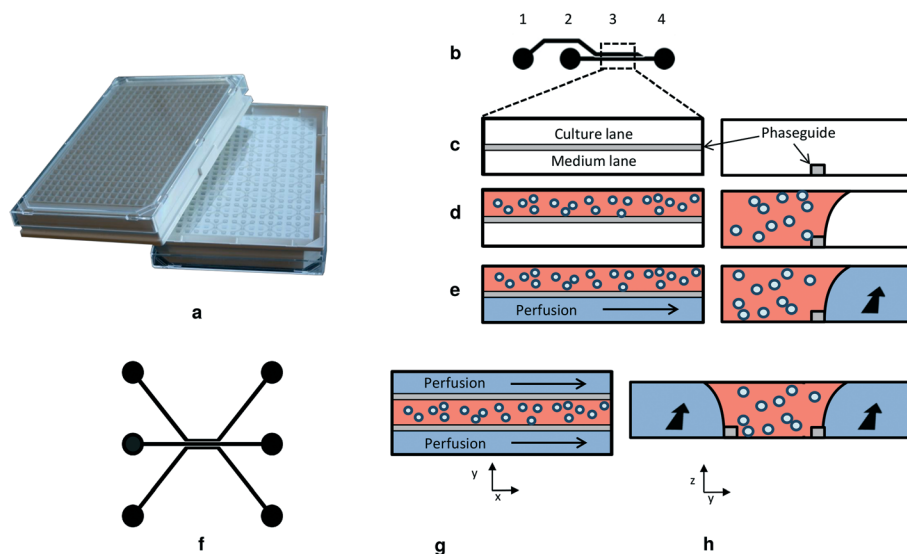 1 2 3 4
b
c
Culture lane
Medium lane
Phaseguide
d
e
Perfusion
a
Perfusion
Perfusion
y
x
z
y
f
g
h